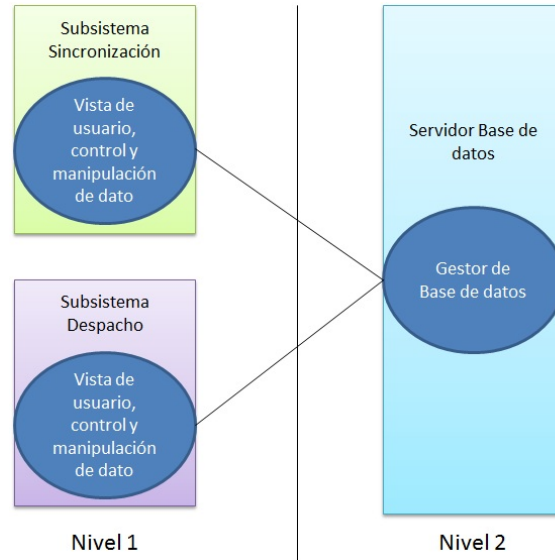 Subsistema
Sincronización
Vista de
usuario,
control y
manipulación
de dato
Subsistema
Despacho
Vista de
usuario,
control y
manipulación
de dato
Nivel 1
Servidor Base de
datos
Gestor de
Base de datos
Nivel 2